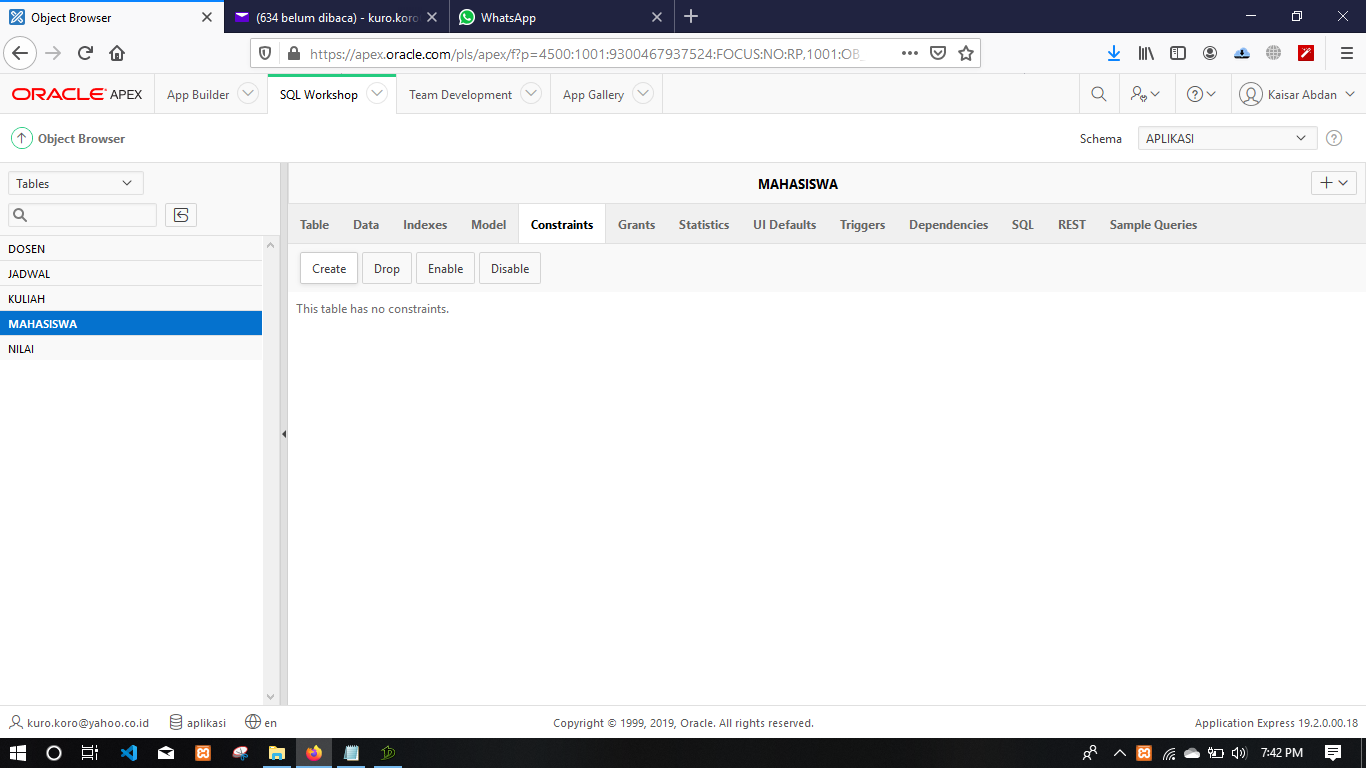 Object Browser
(634 belum dibaca) - kuro.koro
WhatsApp
https://apex.oracle.com/pls/apex/f?p=4500:1001:9300467937524:FOCUS:NO:RP,1001:OB_
ORACLE APEX
App Builder
SQL Workshop
Team Development
App Gallery
Kaisar Abdan
Object Browser
Schema
APLIKASI
Tables
MAHASISWA
Table
Data
Indexes
Model
Constraints
Grants
Statistics
UI Defaults
Triggers
Dependencies
SQL
REST
Sample Queries
DOSEN
JADWAL
KULIAH
MAHASISWA
NILAI
Create
Drop
Enable
Disable
This table has no constraints.
kuro.koro@yahoo.co.id
aplikasi
en
Copyright © 1999, 2019, Oracle. All rights reserved.
Application Express 19.2.0.00.18
7:42 PM